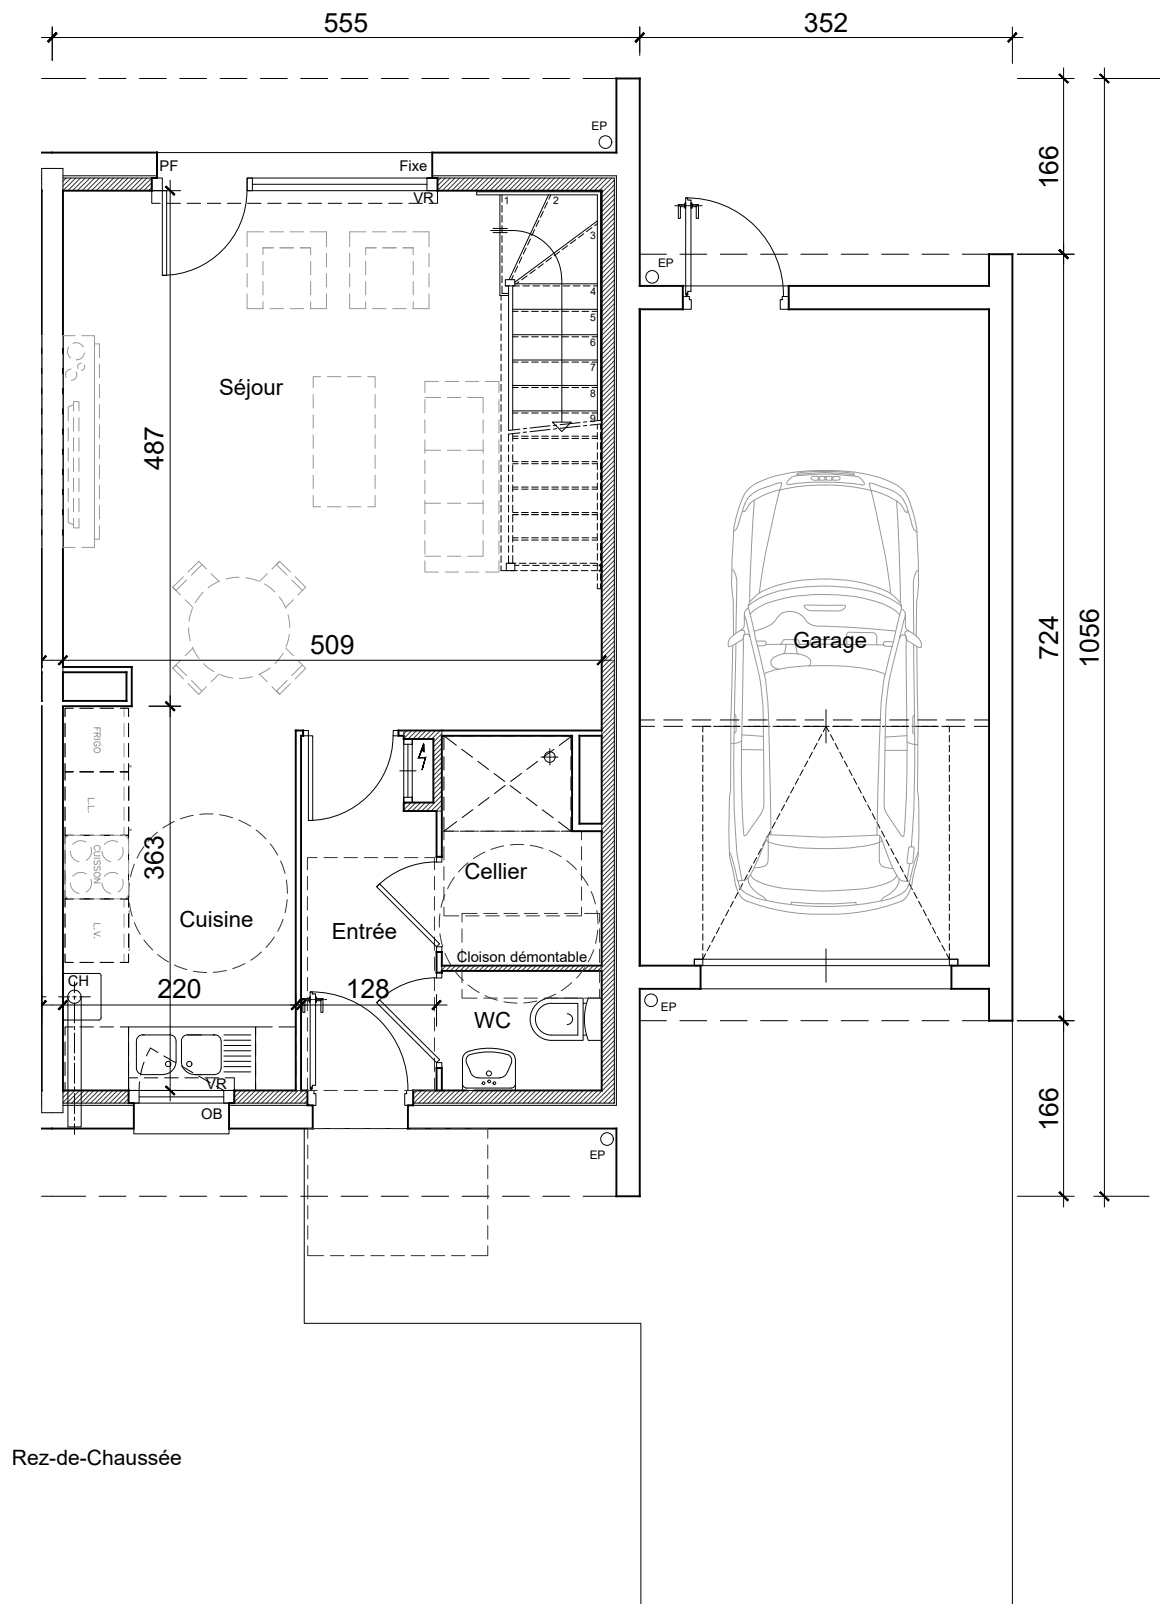 555
352
EP
PF
Fixe
VR
166
1
2
3
EP
4
5
6
7
8
9
Séjour
487
509
Garage
724
1056
FRIGO
L.L.
CUISSON
363
L.V.
Cellier
Cuisine
Entrée
Cloison démontable
CH
220
128
WC
EP
VR
OB
EP
166
Rez-de-Chaussée